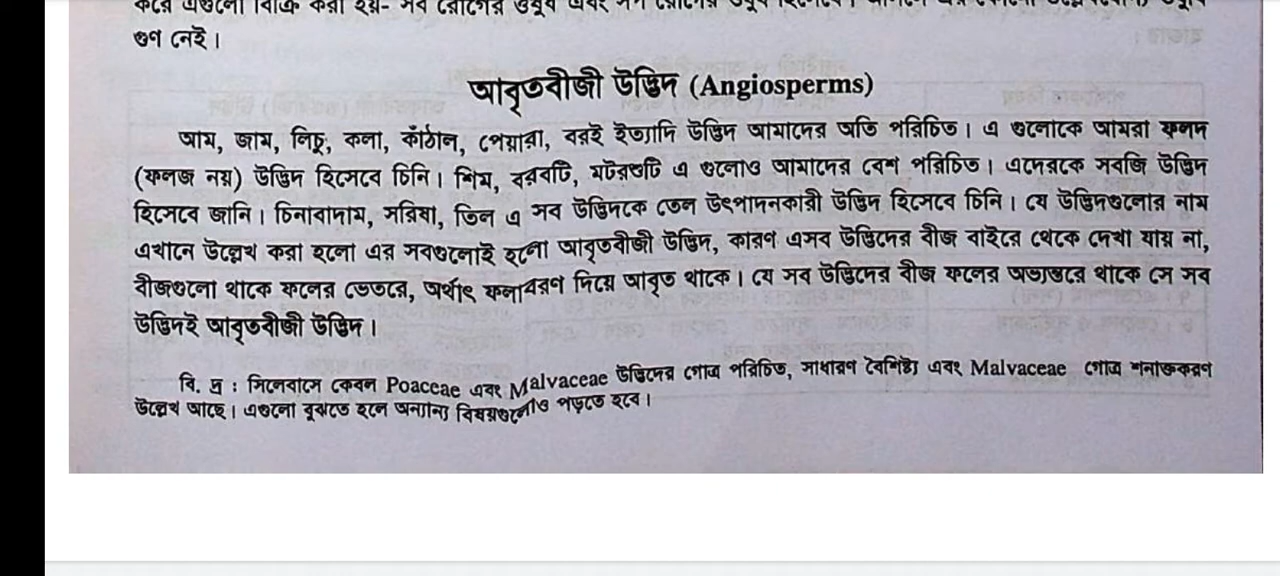 গুণ নেই।
আবৃতবীজী উদ্ভিদ (Angiosperms)
আম, জাম, লিচু, কলা, কাঁঠাল, পেয়ারা, বরই ইত্যাদি উদ্ভিদ আমাদের অতি পরিচিত। এ গুলোকে আমরা ফলদ
(ফলজ নয়) উদ্ভিদ হিসেবে চিনি। শিম, বরবটি, মটরশুটি এ গুলোও আমাদের বেশ পরিচিত। এদেরকে সবজি উদ্ভিদ
হিসেবে জানি। চিনাবাদাম, সরিষা, তিল এ সব উদ্ভিদকে তেল উৎপাদনকারী উদ্ভিদ হিসেবে চিনি। যে উদ্ভিদগুলোর নাম
এখানে উল্লেখ করা হলো এর সবগুলোই হলো আবৃতবীজী উদ্ভিদ, কারণ এসব উদ্ভিদের বীজ বাইরে থেকে দেখা যায় না,
বীজগুলো থাকে ফলের ভেতরে, অর্থাৎ ফলাবরণ দিয়ে আবৃত থাকে। যে সব উদ্ভিদের বীজ ফলের অভ্যন্তরে থাকে সে সব
উদ্ভিদই আবৃতবীজী উদ্ভিদ।
বি. দ্র : সিলেবাসে কেবল Poaceae এবং Malvaceae উদ্ভিদের গোত্র পরিচিত, সাধারণ বৈশিষ্ট্য এবং Malvaceae গোত্র শনাক্তকরণ
উল্লেখ আছে। এগুলো বুঝতে হলে অন্যান্য বিষয়গুলোও পড়তে হবে।